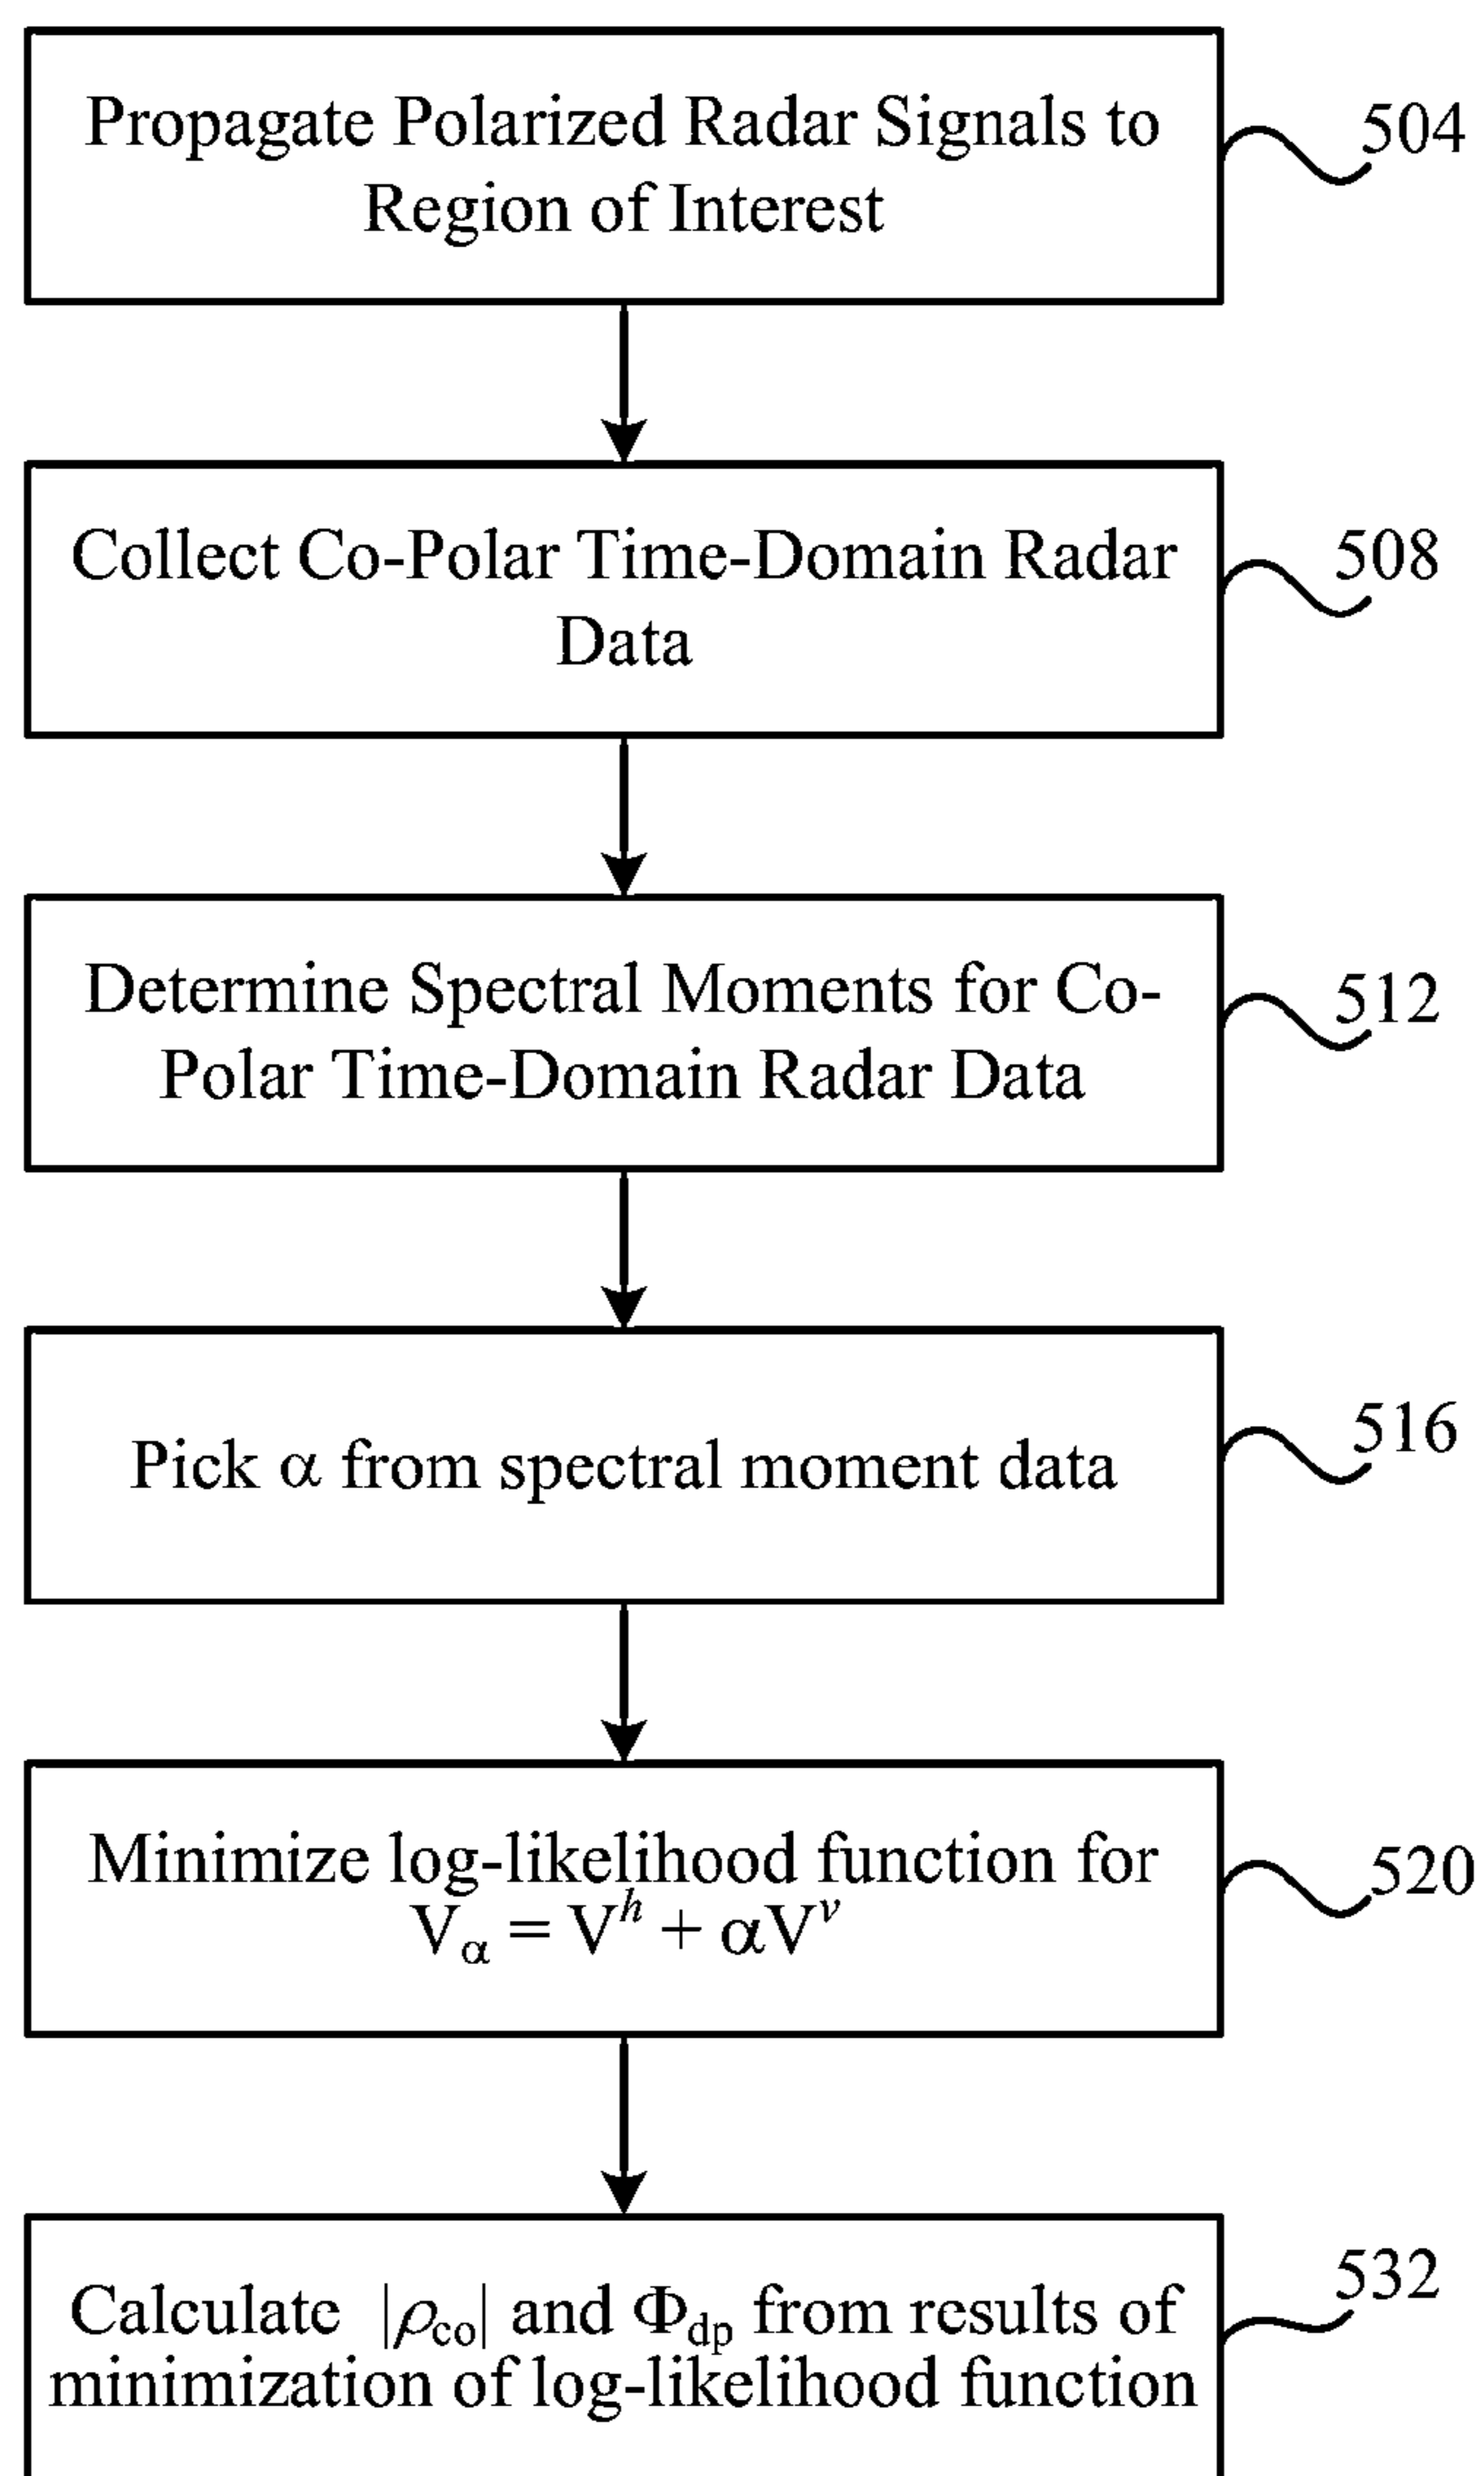 Propagate Polarized Radar Signals to
Region of Interest
504
Collect Co-Polar Time-Domain Radar
Data
508
Determine Spectral Moments for Co-
Polar Time-Domain Radar Data
512
Pick α from spectral moment data
516
Minimize log-likelihood function for
Vα = Vʰ + αVᵛ
520
Calculate |ρco| and Φdp from results of
minimization of log-likelihood function
532